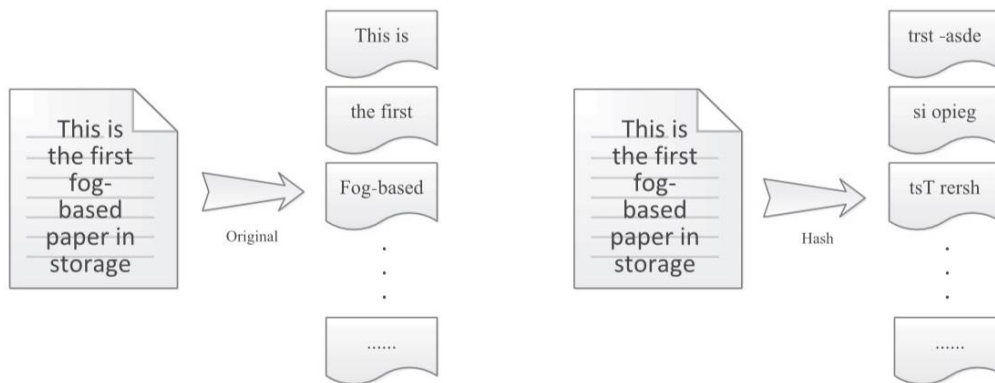 This is
the first
fog-
based
paper in
storage
Original
This is
the first
Fog-based
.
.
.
......
This is
the first
fog-
based
paper in
storage
Hash
trst -asde
si opieg
tsT rersh
.
.
.
......